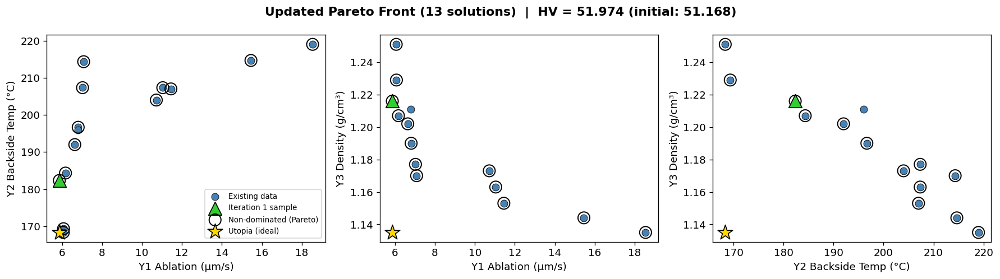 Updated Pareto Front (13 solutions) | HV = 51.974 (initial: 51.168)
220
210
200
190
180
170
Y2 Backside Temp (°C)
6 8 10 12 14 16 18
Y1 Ablation (μm/s)
Existing data
Iteration 1 sample
Non-dominated (Pareto)
Utopia (ideal)
1.24
1.22
1.20
1.18
1.16
1.14
Y3 Density (g/cm³)
6 8 10 12 14 16 18
Y1 Ablation (μm/s)
1.24
1.22
1.20
1.18
1.16
1.14
Y3 Density (g/cm³)
170 180 190 200 210 220
Y2 Backside Temp (°C)